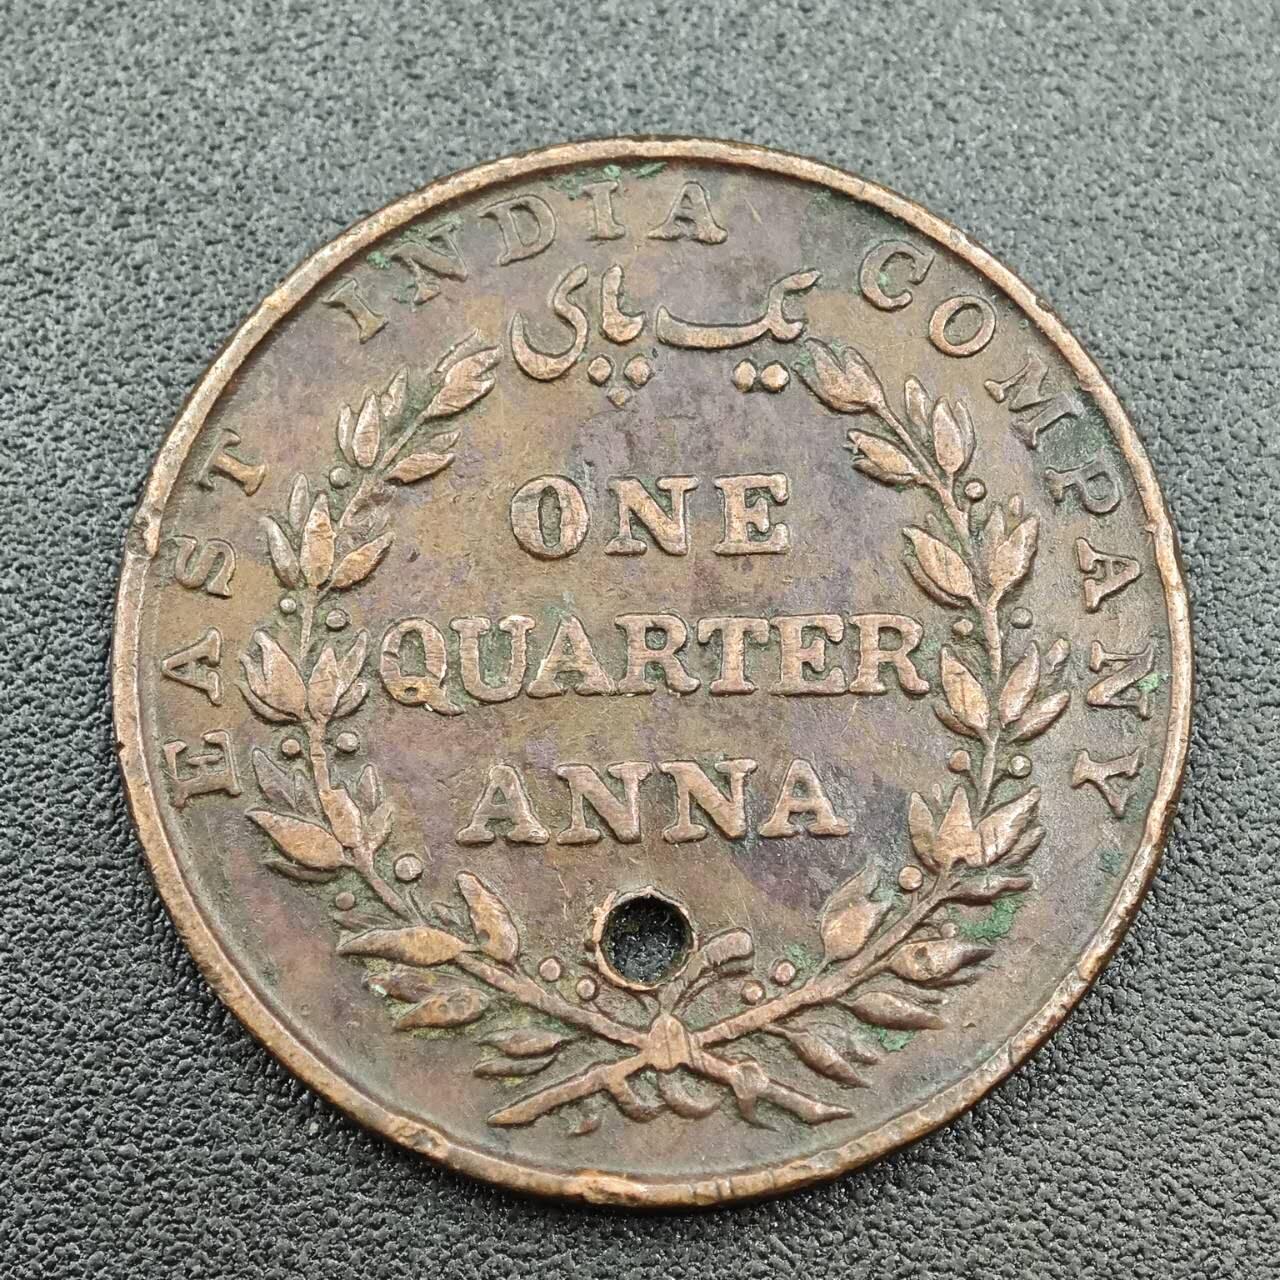 EAST INDIA COMPANY
یک پای
ONE
QUARTER
ANNA